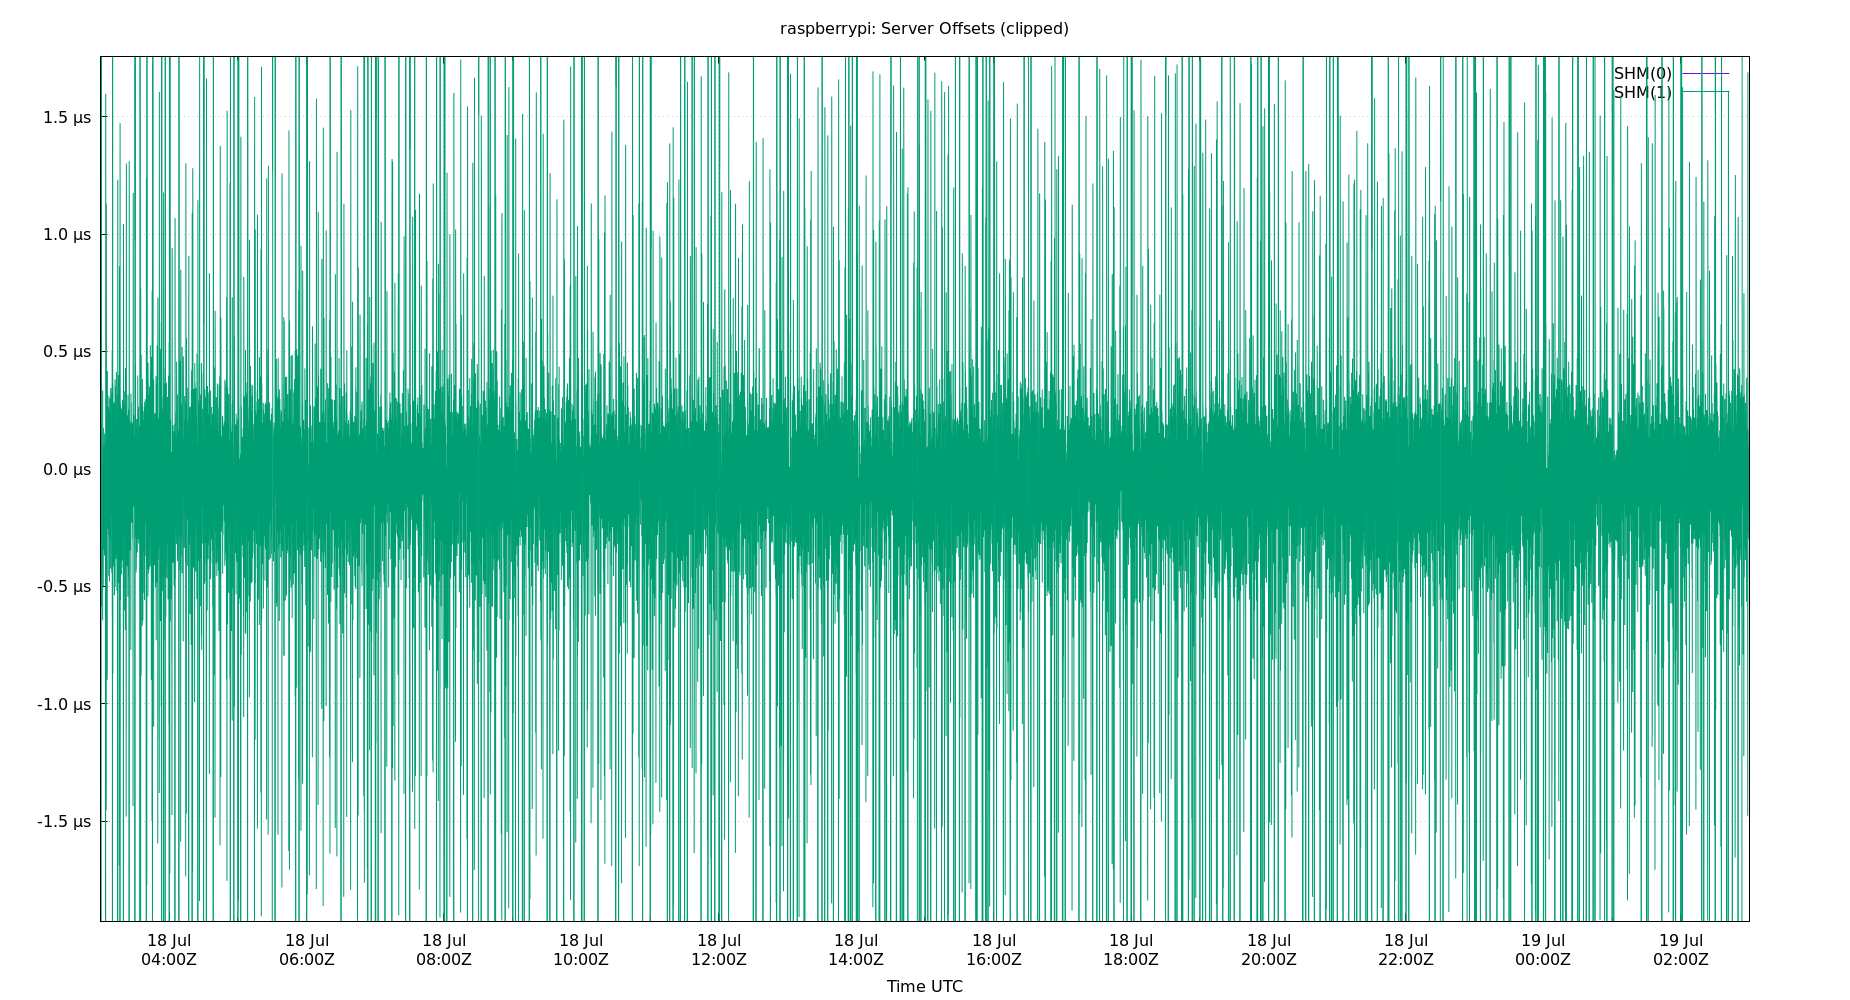 raspberrypi: Server Offsets (clipped)
SHM(0)
SHM(1)
1.5 µs
1.0 µs
0.5 µs
0.0 µs
-0.5 µs
-1.0 µs
-1.5 µs
18 Jul 18 Jul 18 Jul 18 Jul 18 Jul 18 Jul 18 Jul 18 Jul 18 Jul 18 Jul 19 Jul 19 Jul
04:00Z 06:00Z 08:00Z 10:00Z 12:00Z 14:00Z 16:00Z 18:00Z 20:00Z 22:00Z 00:00Z 02:00Z
Time UTC